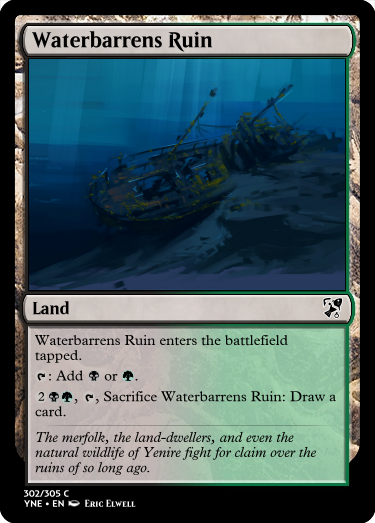 Waterbarrens Ruin
Land
Waterbarrens Ruin enters the battlefield
tapped.
: Add or .
2 , , Sacrifice Waterbarrens Ruin: Draw a
card.
The merfolk, the land-dwellers, and even the
natural wildlife of Yenire fight for claim over the
ruins of so long ago.
302/305 C
YNE • EN Eric Elwell